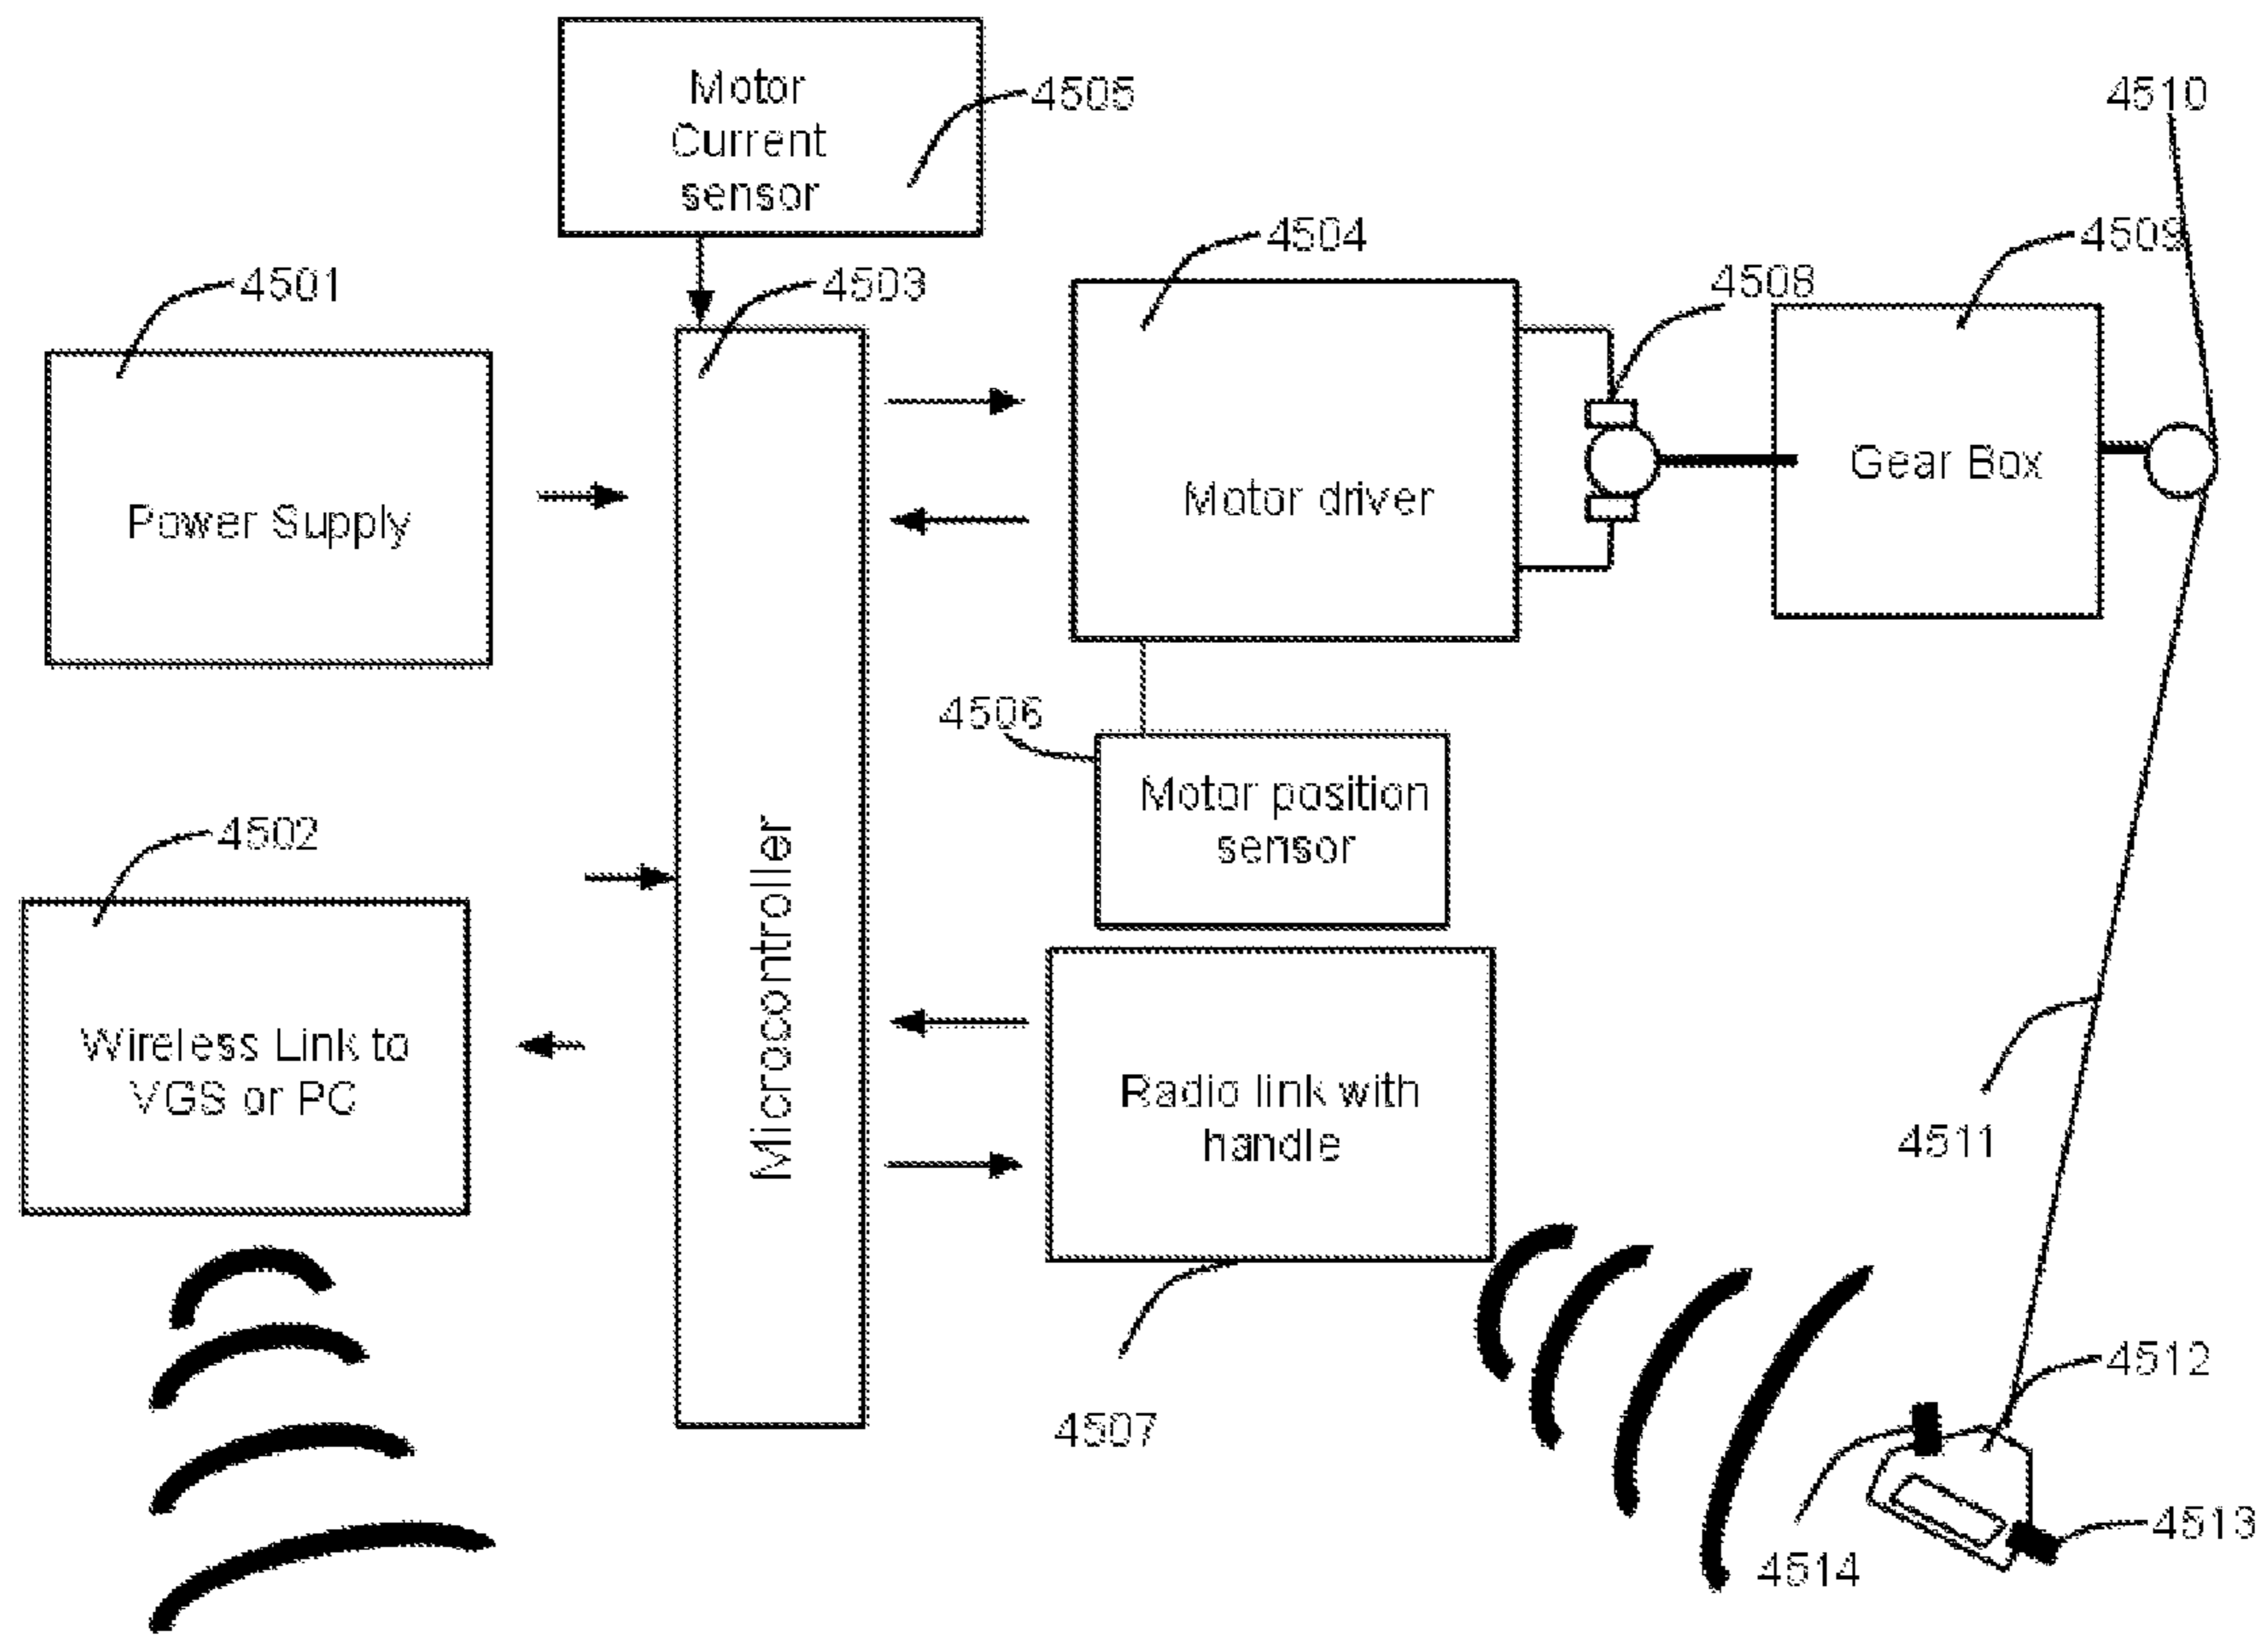 Motor
Current
sensor
4505
4510
4501
4503
4504
4508
4509
Power Supply
Motor driver
Gear Box
4506
Motor position
sensor
4502
Microcontroller
Wireless Link to
VGS or PC
Radio link with
handle
4511
4507
4512
4513
4514